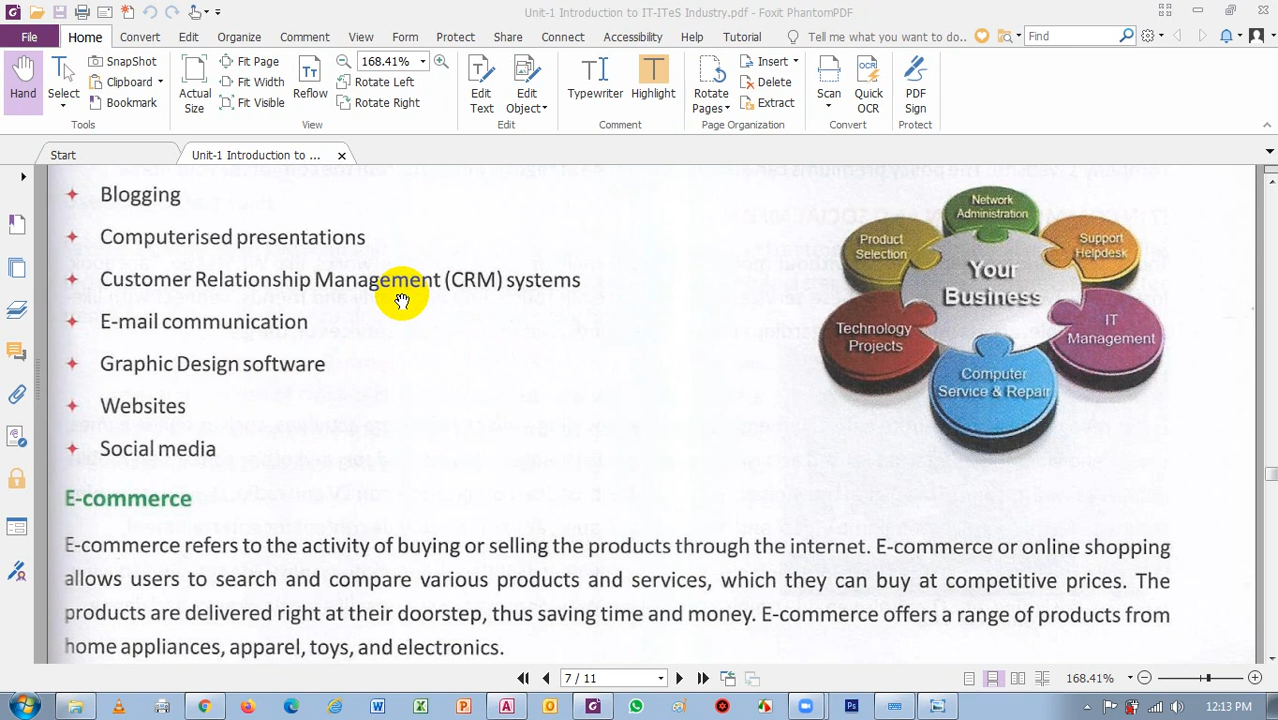 Unit-1 Introduction to IT-ITeS Industry.pdf - Foxit PhantomPDF
File Home Convert Edit Organize Comment View Form Protect Share Connect Accessibility Help Tutorial Tell me what you want to do.. Find
Hand
Select
SnapShot
Clipboard
Bookmark
Tools
Actual Size
Fit Page
Fit Width
Fit Visible
Reflow
168.41%
Rotate Left
Rotate Right
View
Edit Text
Edit Object
Edit
Typewriter
Highlight
Comment
Rotate Pages
Insert
Delete
Extract
Page Organization
Scan
Quick OCR
Convert
PDF Sign
Protect
Start
Unit-1 Introduction to ...
Blogging
Computerised presentations
Customer Relationship Management (CRM) systems
E-mail communication
Graphic Design software
Websites
Social media
Network Administration
Product Selection
Support Helpdesk
Your Business
Technology Projects
IT Management
Computer Service & Repair
E-commerce
E-commerce refers to the activity of buying or selling the products through the internet. E-commerce or online shopping
allows users to search and compare various products and services, which they can buy at competitive prices. The
products are delivered right at their doorstep, thus saving time and money. E-commerce offers a range of products from
home appliances, apparel, toys, and electronics.
7 / 11
168.41%
12:13 PM